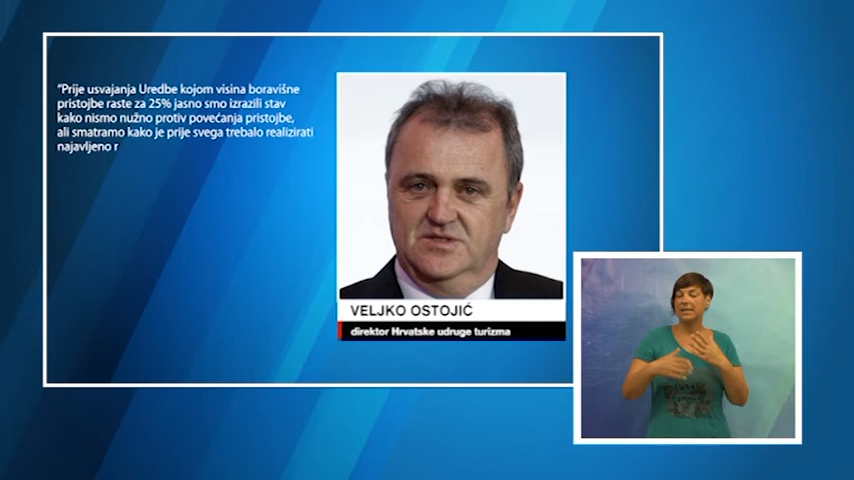 “Prije usvajanja Uredbe kojom visina boravišne
pristojbe raste za 25% jasno smo izrazili stav
kako nismo nužno protiv povećanja pristojbe,
ali smatramo kako je prije svega trebalo realizirati
najavljeno r
VELJKO OSTOJIĆ
direktor Hrvatske udruge turizma